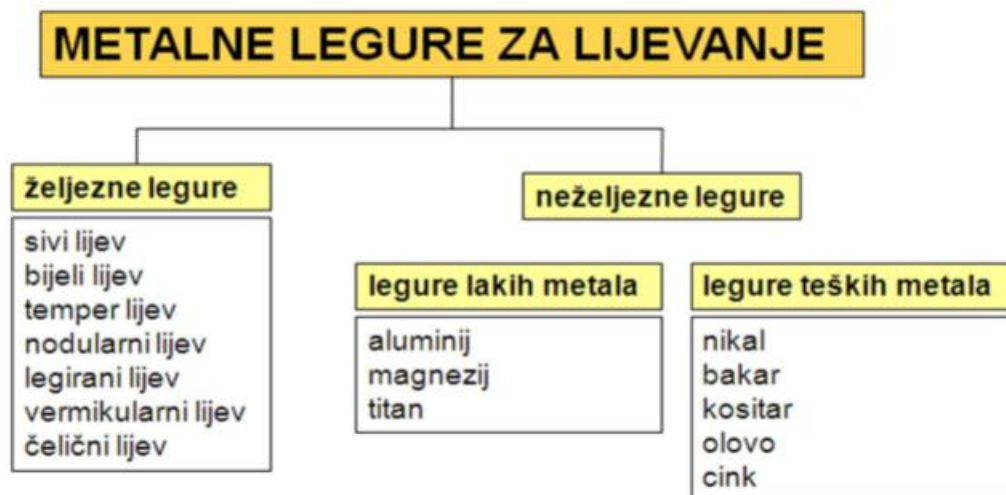 METALNE LEGURE ZA LIJEVANJE
željezne legure
sivi lijev
bijeli lijev
temper lijev
nodularni lijev
legirani lijev
vermikularni lijev
čelični lijev
neželjezne legure
legure lakih metala
aluminij
magnezij
titan
legure teških metala
nikal
bakar
kositar
olovo
cink